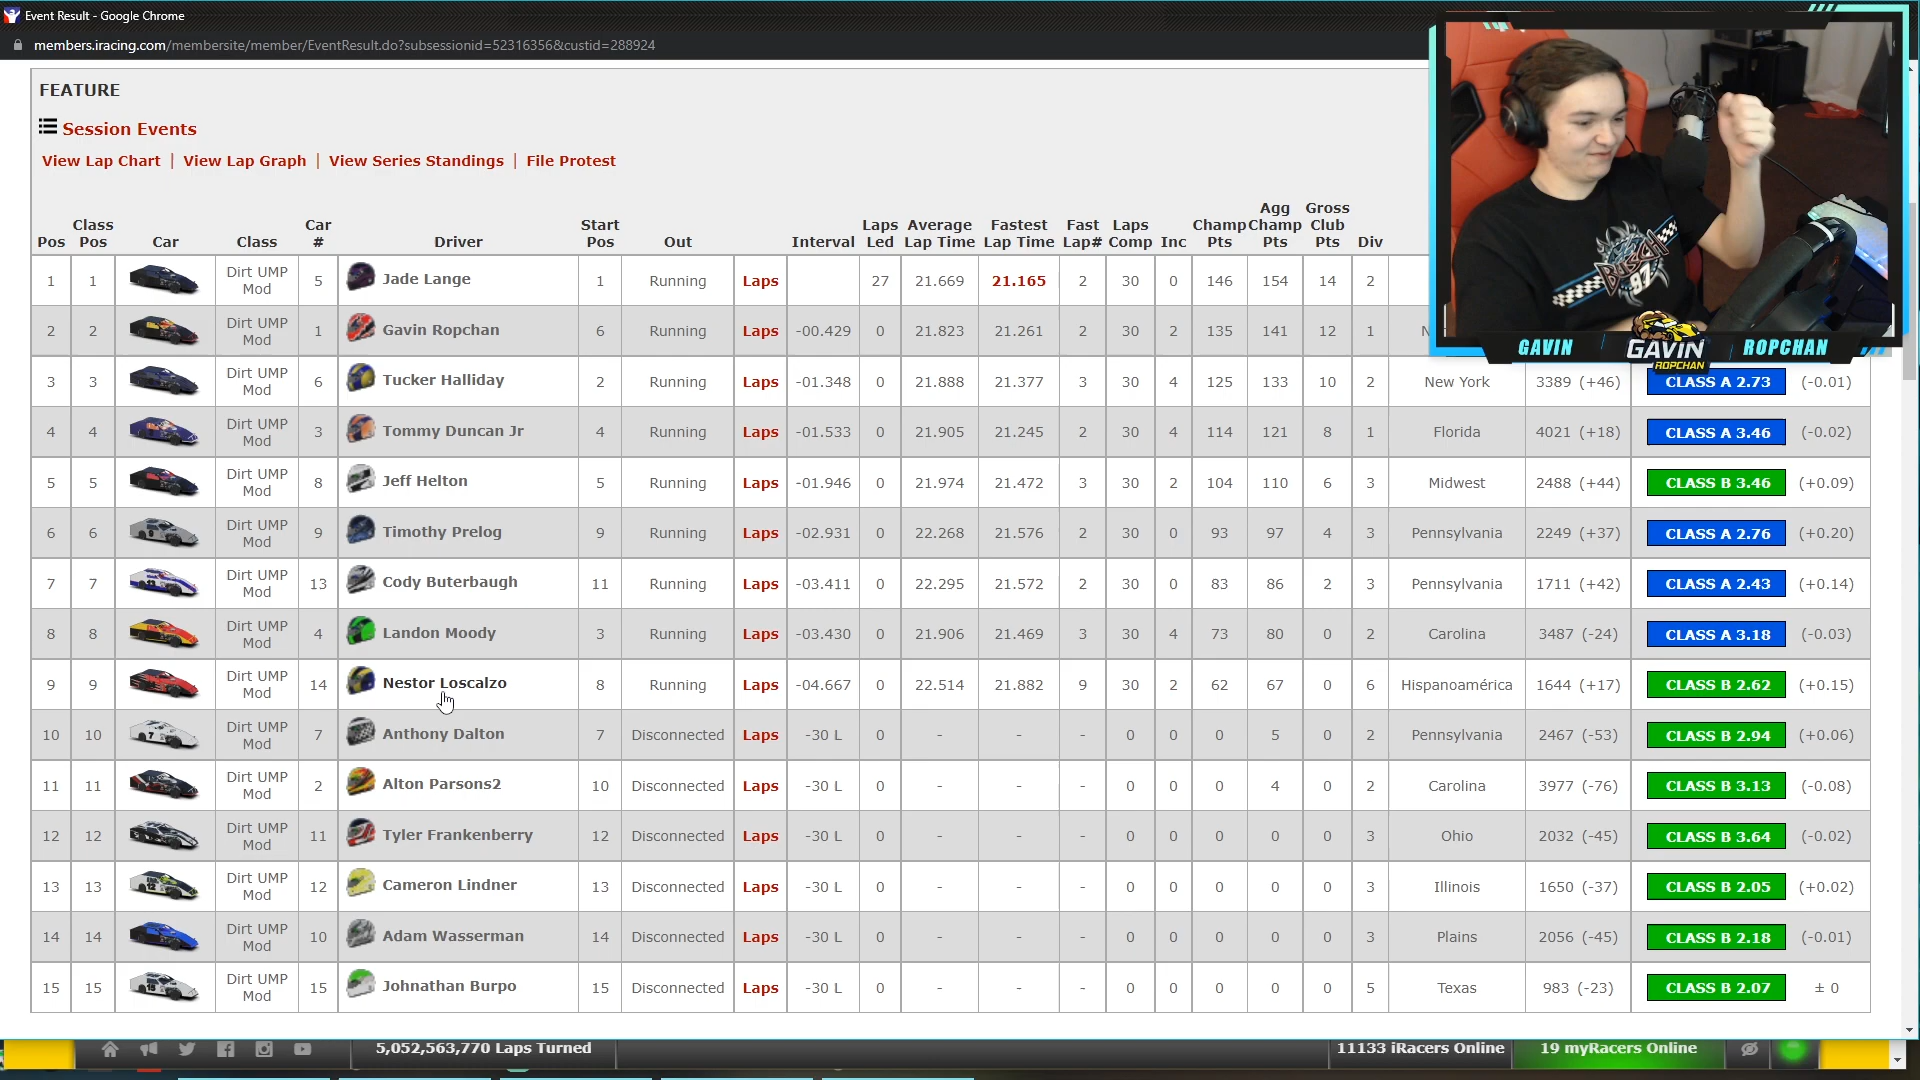 Event Result - Google Chrome
members.iracing.com/membersite/member/EventResult.do?subsessionid=52316356&custid=288924
FEATURE
Session Events
View Lap Chart | View Lap Graph | View Series Standings | File Protest
Pos Class Pos Car Class Car # Driver Start Pos Out Interval Laps Led Average Lap Time Fastest Lap Time Fast Lap# Laps Comp Inc Champ Pts Agg Champ Pts Gross Club Pts Div
1 1 Dirt UMP Mod 5 Jade Lange 1 Running Laps 27 21.669 21.165 2 30 0 146 154 14 2
2 2 Dirt UMP Mod 1 Gavin Ropchan 6 Running Laps -00.429 0 21.823 21.261 2 30 2 135 141 12 1
3 3 Dirt UMP Mod 6 Tucker Halliday 2 Running Laps -01.348 0 21.888 21.377 3 30 4 125 133 10 2 New York 3389 (+46) CLASS A 2.73 (-0.01)
4 4 Dirt UMP Mod 3 Tommy Duncan Jr 4 Running Laps -01.533 0 21.905 21.245 2 30 4 114 121 8 1 Florida 4021 (+18) CLASS A 3.46 (-0.02)
5 5 Dirt UMP Mod 8 Jeff Helton 5 Running Laps -01.946 0 21.974 21.472 3 30 2 104 110 6 3 Midwest 2488 (+44) CLASS B 3.46 (+0.09)
6 6 Dirt UMP Mod 9 Timothy Prelog 9 Running Laps -02.931 0 22.268 21.576 2 30 0 93 97 4 3 Pennsylvania 2249 (+37) CLASS A 2.76 (+0.20)
7 7 Dirt UMP Mod 13 Cody Buterbaugh 11 Running Laps -03.411 0 22.295 21.572 2 30 0 83 86 2 3 Pennsylvania 1711 (+42) CLASS A 2.43 (+0.14)
8 8 Dirt UMP Mod 4 Landon Moody 3 Running Laps -03.430 0 21.906 21.469 3 30 4 73 80 0 2 Carolina 3487 (-24) CLASS A 3.18 (-0.03)
9 9 Dirt UMP Mod 14 Nestor Loscalzo 8 Running Laps -04.667 0 22.514 21.882 9 30 2 62 67 0 6 Hispanoamérica 1644 (+17) CLASS B 2.62 (+0.15)
10 10 Dirt UMP Mod 7 Anthony Dalton 7 Disconnected Laps -30 L 0 - - - 0 0 0 5 0 2 Pennsylvania 2467 (-53) CLASS B 2.94 (+0.06)
11 11 Dirt UMP Mod 2 Alton Parsons2 10 Disconnected Laps -30 L 0 - - - 0 0 0 4 0 2 Carolina 3977 (-76) CLASS B 3.13 (-0.08)
12 12 Dirt UMP Mod 11 Tyler Frankenberry 12 Disconnected Laps -30 L 0 - - - 0 0 0 0 0 3 Ohio 2032 (-45) CLASS B 3.64 (-0.02)
13 13 Dirt UMP Mod 12 Cameron Lindner 13 Disconnected Laps -30 L 0 - - - 0 0 0 0 0 3 Illinois 1650 (-37) CLASS B 2.05 (+0.02)
14 14 Dirt UMP Mod 10 Adam Wasserman 14 Disconnected Laps -30 L 0 - - - 0 0 0 0 0 3 Plains 2056 (-45) CLASS B 2.18 (-0.01)
15 15 Dirt UMP Mod 15 Johnathan Burpo 15 Disconnected Laps -30 L 0 - - - 0 0 0 0 0 5 Texas 983 (-23) CLASS B 2.07 ± 0
BUSCH
GAVIN GAVIN ROPCHAN ROPCHAN
5,052,563,770 Laps Turned 11133 iRacers Online 19 myRacers Online